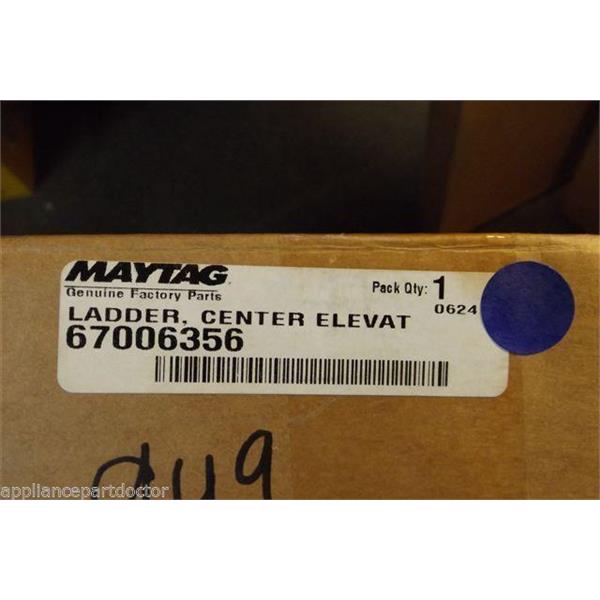 MAYTAG
Genuine Factory Parts
Pack Qty: 1
0624
LADDER, CENTER ELEVAT
67006356
appliancepartdoctor